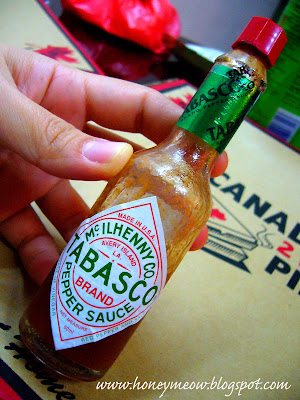 TABASCO
MADE IN U.S.A.
McILHENNY CO.
AVERY ISLAND
LA.
TABASCO
BRAND
PEPPER SAUCE
CANAD
2
PI
www.honeymeow.blogspot.com